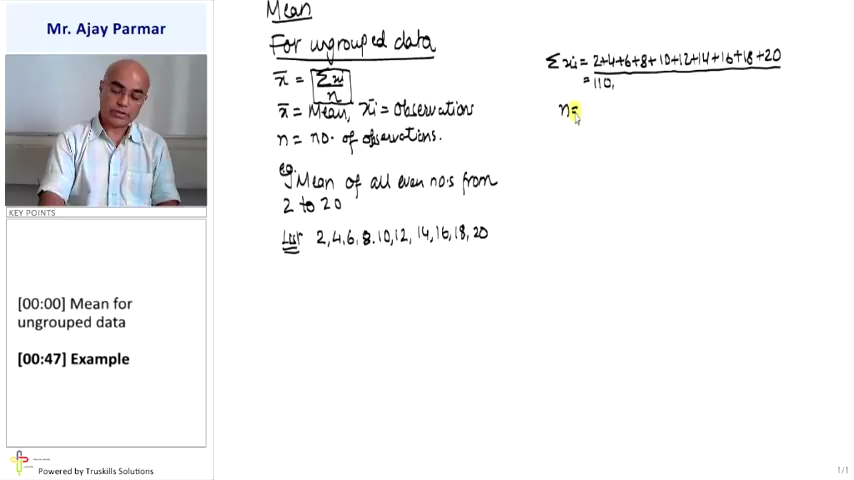 Mr. Ajay Parmar
KEY POINTS
[00:00] Mean for
ungrouped data
[00:47] Example
Powered by Truskills Solutions
Mean
For ungrouped data
x̄ = Σxi/n
x̄ = Mean, xi = Observations
n = no. of observations.
eg. Mean of all even no.s from
2 to 20
List 2,4,6,8,10,12, 14,16,18,20
Σxi = 2+4+6+8+10+12+14+16+18+20
= 110,
n=
1/1